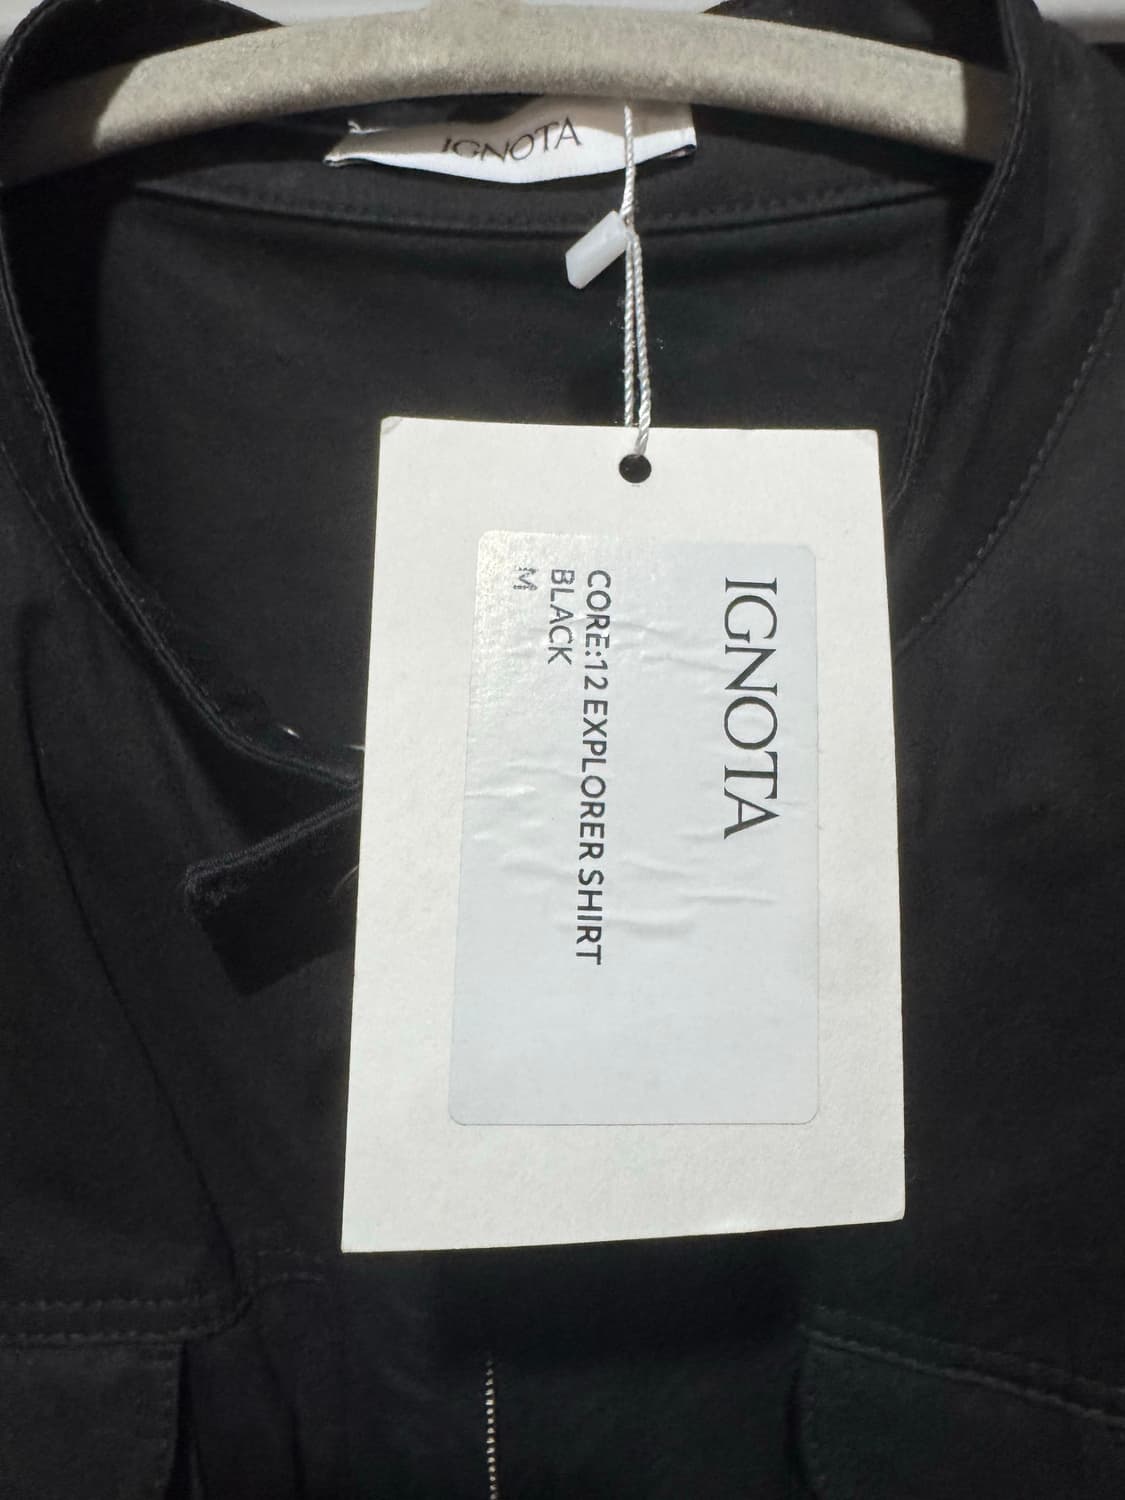 IGNOTA
IGNOTA
CORE:12 EXPLORER SHIRT
BLACK
M